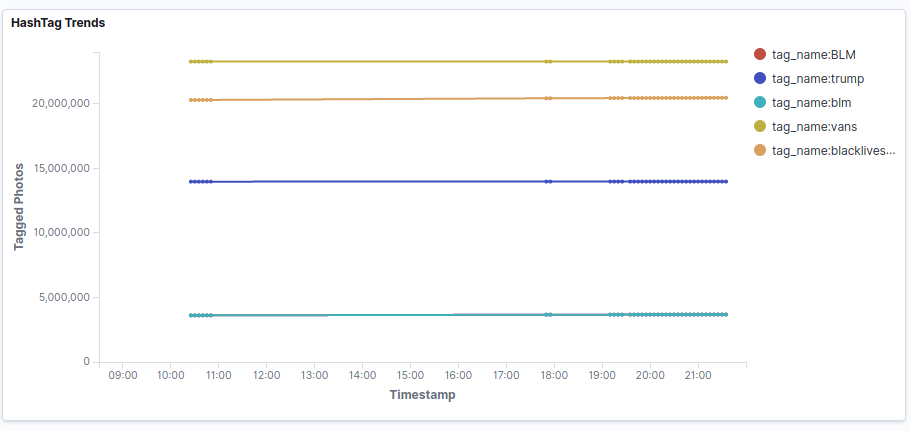 HashTag Trends
tag_name:BLM
tag_name:trump
tag_name:blm
tag_name:vans
tag_name:blacklives...
Tagged Photos
20,000,000
15,000,000
10,000,000
5,000,000
0
09:00 10:00 11:00 12:00 13:00 14:00 15:00 16:00 17:00 18:00 19:00 20:00 21:00
Timestamp